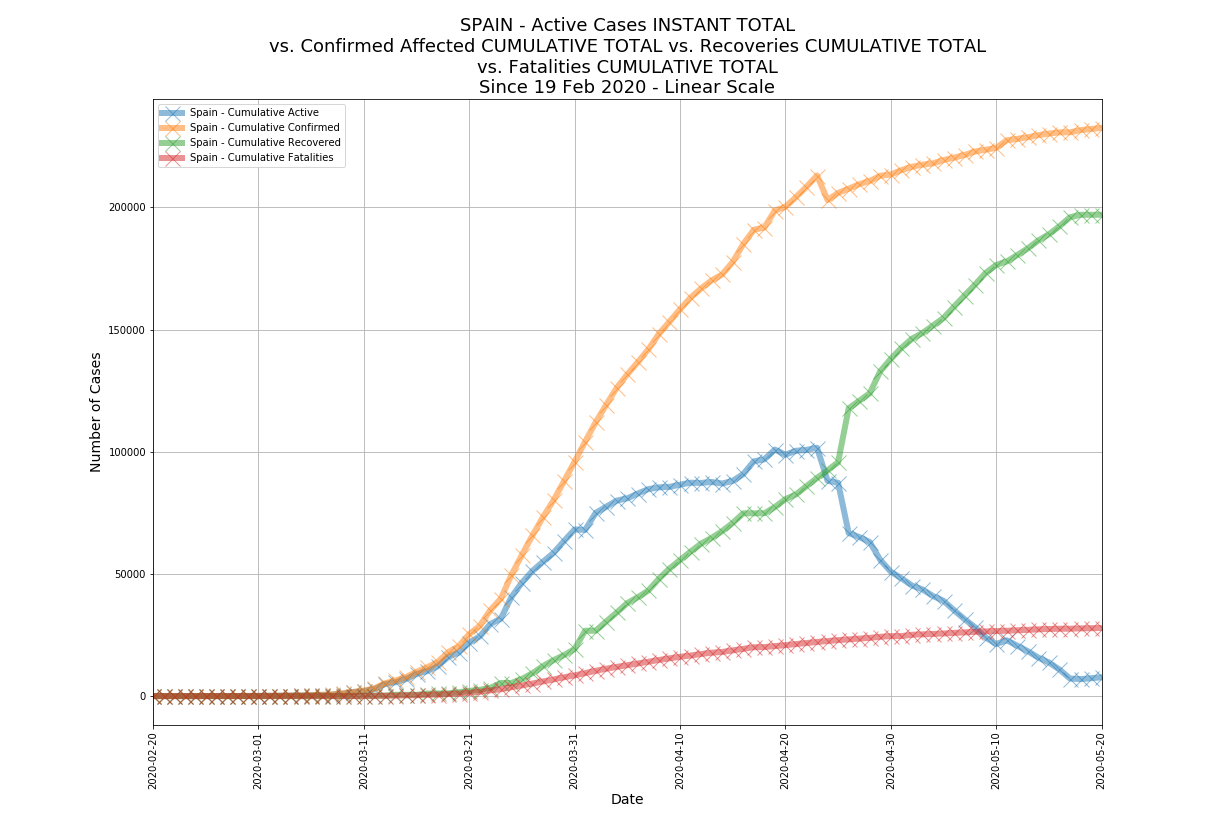 SPAIN - Active Cases INSTANT TOTAL
vs. Confirmed Affected CUMULATIVE TOTAL vs. Recoveries CUMULATIVE TOTAL
vs. Fatalities CUMULATIVE TOTAL
Since 19 Feb 2020 - Linear Scale
Spain - Cumulative Active
Spain - Cumulative Confirmed
Spain - Cumulative Recovered
Spain - Cumulative Fatalities
Number of Cases
200000
150000
100000
50000
0
2020-02-20
2020-03-01
2020-03-11
2020-03-21
2020-03-31
2020-04-10
2020-04-20
2020-04-30
2020-05-10
2020-05-20
Date